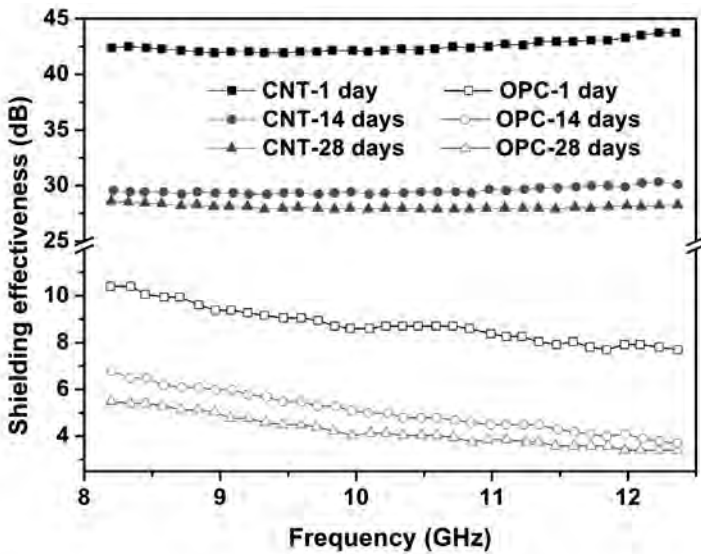 45
40
35
30
25
10
8
6
4
Shielding effectiveness (dB)
CNT-1 day
OPC-1 day
CNT-14 days
OPC-14 days
CNT-28 days
OPC-28 days
8
9
10
11
12
Frequency (GHz)